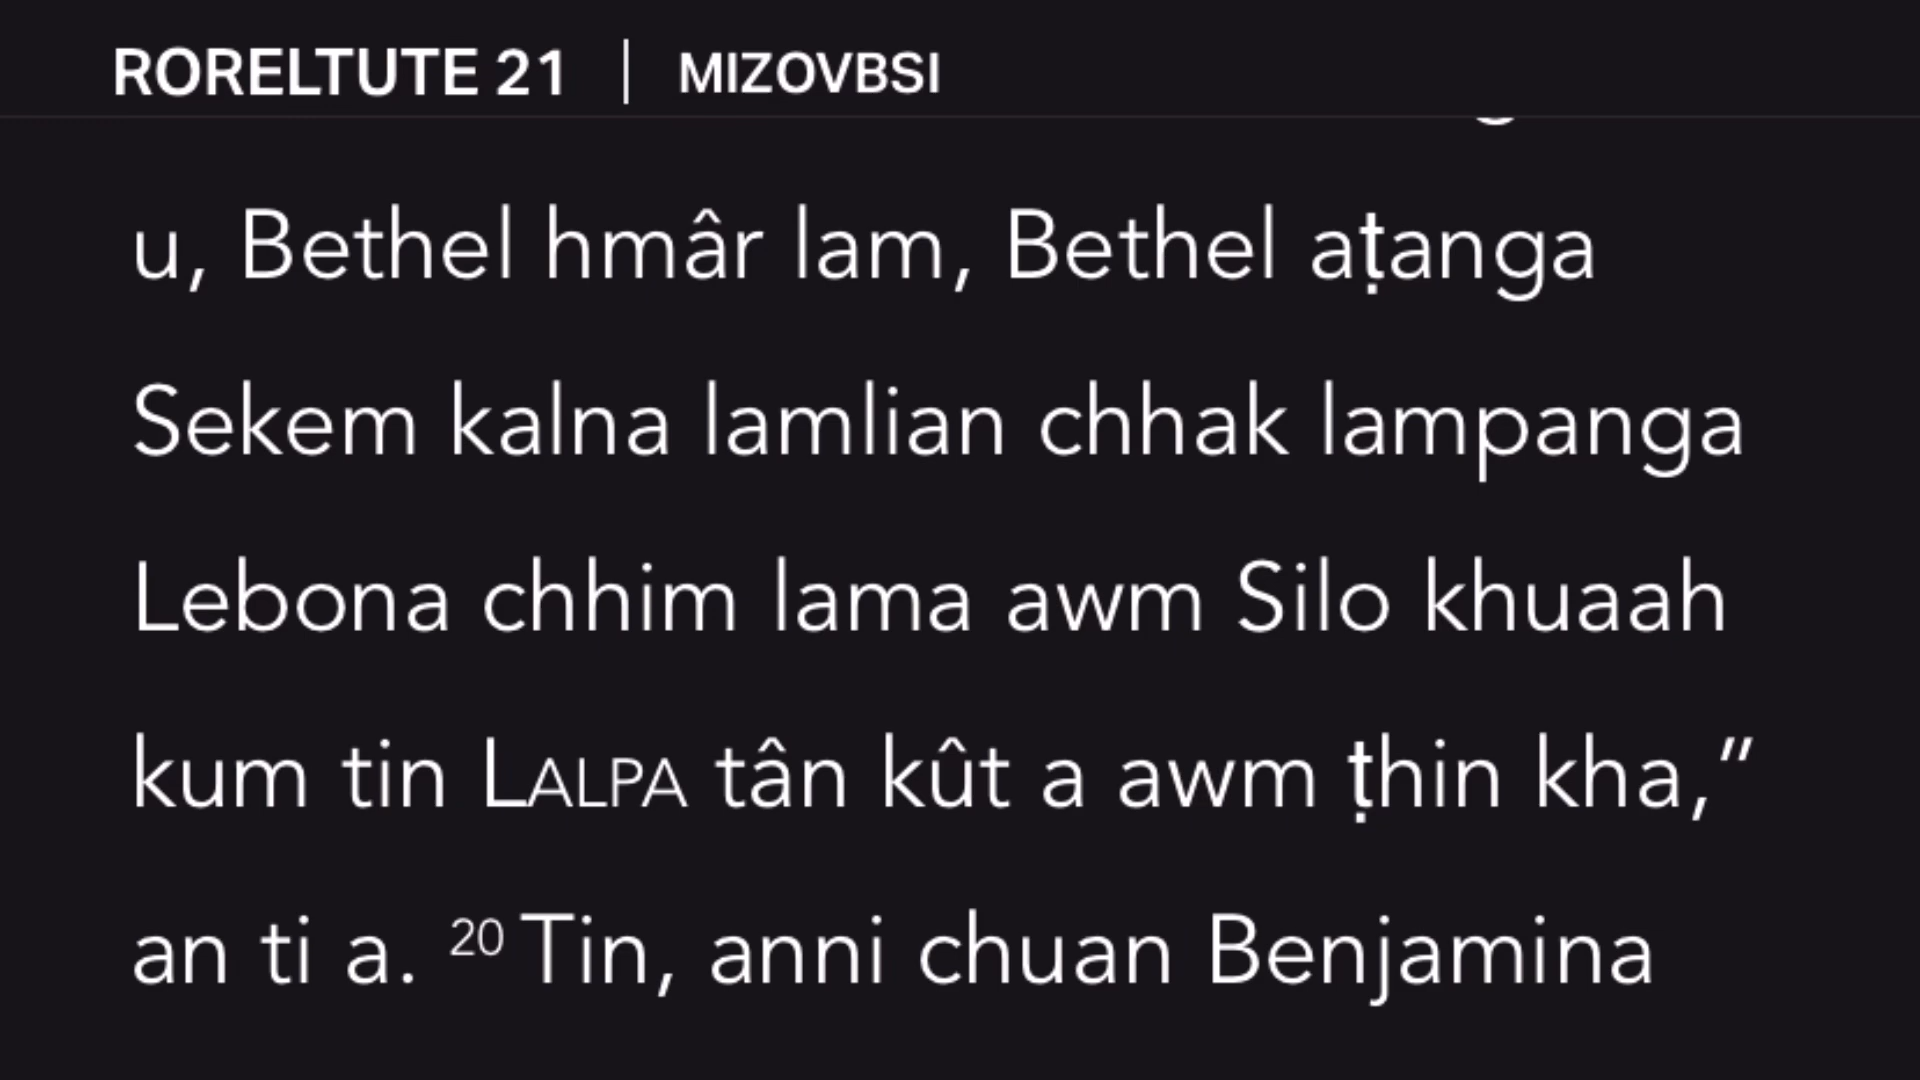 RORELTUTE 21 | MIZOVBSI
u, Bethel hmâr lam, Bethel aṭanga
Sekem kalna lamlian chhak lampanga
Lebona chhim lama awm Silo khuaah
kum tin LALPA tân kût a awm ṭhin kha,”
an ti a. 20 Tin, anni chuan Benjamina